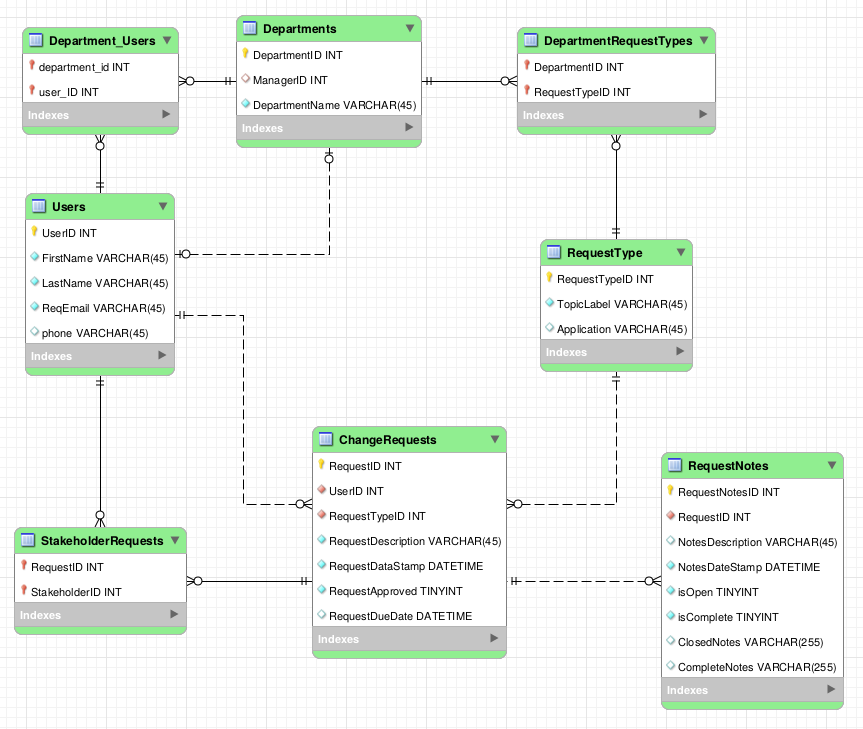 Department_Users
department_id INT
user_ID INT
Indexes
Departments
DepartmentID INT
ManagerID INT
DepartmentName VARCHAR(45)
Indexes
DepartmentRequestTypes
DepartmentID INT
RequestTypeID INT
Indexes
Users
UserID INT
FirstName VARCHAR(45)
LastName VARCHAR(45)
ReqEmail VARCHAR(45)
phone VARCHAR(45)
Indexes
RequestType
RequestTypeID INT
TopicLabel VARCHAR(45)
Application VARCHAR(45)
Indexes
ChangeRequests
RequestID INT
UserID INT
RequestTypeID INT
RequestDescription VARCHAR(45)
RequestDataStamp DATETIME
RequestApproved TINYINT
RequestDueDate DATETIME
Indexes
RequestNotes
RequestNotesID INT
RequestID INT
NotesDescription VARCHAR(45)
NotesDateStamp DATETIME
isOpen TINYINT
isComplete TINYINT
ClosedNotes VARCHAR(255)
CompleteNotes VARCHAR(255)
Indexes
StakeholderRequests
RequestID INT
StakeholderID INT
Indexes